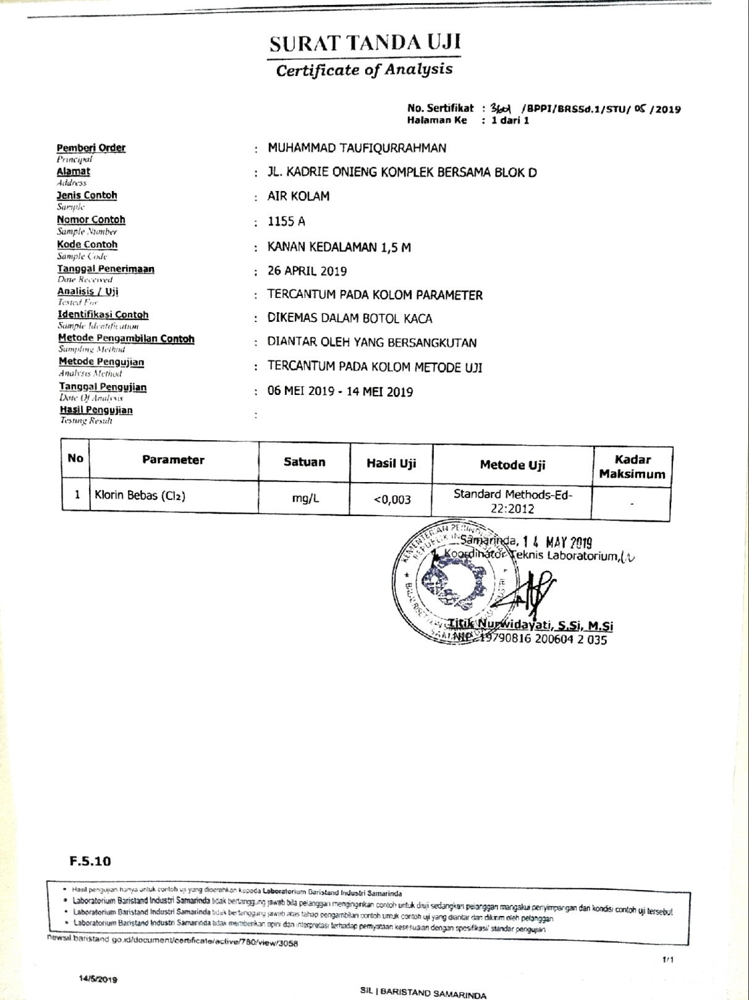 SURAT TANDA UJI
Certificate of Analysis
No. Sertifikat : 3601 /BPPI/BRSSd.1/STU/ 05 /2019
Halaman Ke : 1 dari 1
Pemberi Order : MUHAMMAD TAUFIQURRAHMAN
Principal
Alamat : JL. KADRIE ONIENG KOMPLEK BERSAMA BLOK D
Address
Jenis Contoh : AIR KOLAM
Sample
Nomor Contoh : 1155 A
Sample Number
Kode Contoh : KANAN KEDALAMAN 1,5 M
Sample Code
Tanggal Penerimaan : 26 APRIL 2019
Date Received
Analisis / Uji : TERCANTUM PADA KOLOM PARAMETER
Tested For
Identifikasi Contoh : DIKEMAS DALAM BOTOL KACA
Sample Identification
Metode Pengambilan Contoh : DIANTAR OLEH YANG BERSANGKUTAN
Sampling Method
Metode Pengujian : TERCANTUM PADA KOLOM METODE UJI
Analysis Method
Tanggal Pengujian : 06 MEI 2019 - 14 MEI 2019
Date Of Analysis
Hasil Pengujian :
Testing Result
No Parameter Satuan Hasil Uji Metode Uji Kadar Maksimum
1 Klorin Bebas (Cl₂) mg/L <0,003 Standard Methods-Ed-22:2012 -
Samarinda, 14 MAY 2019
Koordinator Teknis Laboratorium,
KEMENTERIAN PERINDUSTRIAN
REPUBLIK INDONESIA
SAMARINDA
Titik Nurwidayati, S.Si, M.Si
NIP. 19790816 200604 2 035
F.5.10
• Hasil pengujian hanya untuk contoh uji yang diserahkan kepada Laboratorium Baristand Industri Samarinda
• Laboratorium Baristand Industri Samarinda tidak bertanggung jawab bila pelanggan menginginkan contoh untuk diuji sedangkan pelanggan mangakui penyimpangan dan kondisi contoh uji tersebut
• Laboratorium Baristand Industri Samarinda tidak bertanggung jawab atas tahap pengambilan contoh untuk contoh uji yang diantar dan dikirim oleh pelanggan
• Laboratorium Baristand Industri Samarinda tidak memberikan opini dan interpretasi terhadap pernyataan kesesuaian dengan spesifikasi/ standar pengujian
newsil.baristand.go.id/document/certificate/active/780/view/3058
1/1
14/5/2019
SIL | BARISTAND SAMARINDA